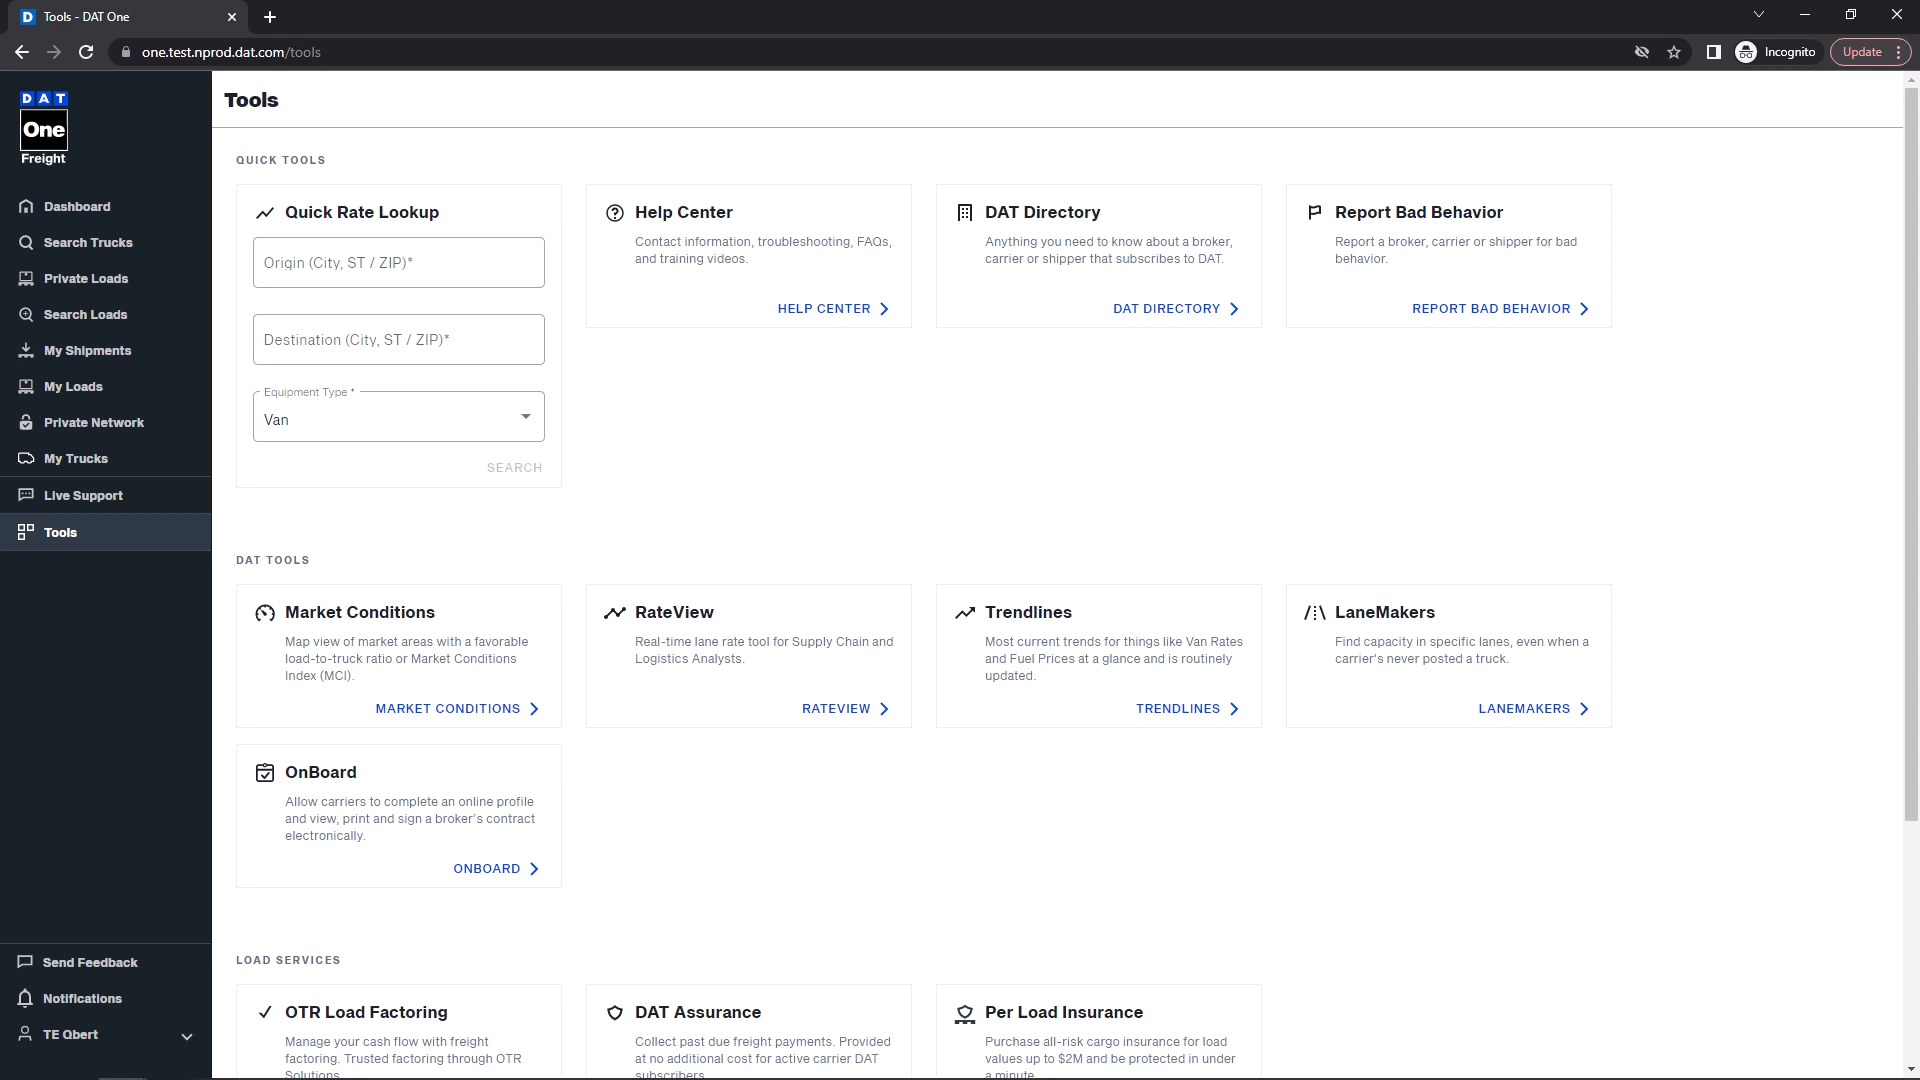 Tools - DAT One
one.test.nprod.dat.com/tools
Incognito
Update
DAT
One
Freight
Dashboard
Search Trucks
Private Loads
Search Loads
My Shipments
My Loads
Private Network
My Trucks
Live Support
Tools
Send Feedback
Notifications
TE Qbert
Tools
QUICK TOOLS
Quick Rate Lookup
Origin (City, ST / ZIP)*
Destination (City, ST / ZIP)*
Equipment Type *
Van
SEARCH
Help Center
Contact information, troubleshooting, FAQs,
and training videos.
HELP CENTER
DAT Directory
Anything you need to know about a broker,
carrier or shipper that subscribes to DAT.
DAT DIRECTORY
Report Bad Behavior
Report a broker, carrier or shipper for bad
behavior.
REPORT BAD BEHAVIOR
DAT TOOLS
Market Conditions
Map view of market areas with a favorable
load-to-truck ratio or Market Conditions
Index (MCI).
MARKET CONDITIONS
RateView
Real-time lane rate tool for Supply Chain and
Logistics Analysts.
RATEVIEW
Trendlines
Most current trends for things like Van Rates
and Fuel Prices at a glance and is routinely
updated.
TRENDLINES
LaneMakers
Find capacity in specific lanes, even when a
carrier's never posted a truck.
LANEMAKERS
OnBoard
Allow carriers to complete an online profile
and view, print and sign a broker's contract
electronically.
ONBOARD
LOAD SERVICES
OTR Load Factoring
Manage your cash flow with freight
factoring. Trusted factoring through OTR
Solutions.
DAT Assurance
Collect past due freight payments. Provided
at no additional cost for active carrier DAT
subscribers.
Per Load Insurance
Purchase all-risk cargo insurance for load
values up to $2M and be protected in under
a minute.